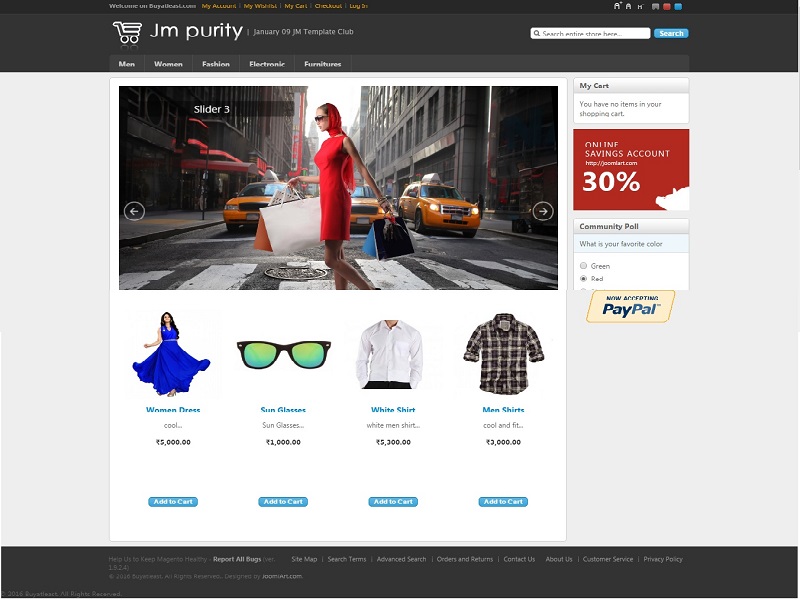 Welcome on Buyatleast.com My Account | My Wishlist | My Cart | Checkout | Log In
Jm purity | January 09 JM Template Club
Search entire store here... Search
Men Women Fashion Electronic Furnitures
Slider 3
My Cart
You have no items in your
shopping cart.
ONLINE
SAVINGS ACCOUNT
http://joomlart.com
30%
Community Poll
What is your favorite color
Green
Red
NOW ACCEPTING
PayPal™
Women Dress Sun Glasses White Shirt Men Shirts
cool... Sun Glasses... white men shirt... cool and fit...
₹5,000.00 ₹1,000.00 ₹5,300.00 ₹3,000.00
Add to Cart Add to Cart Add to Cart Add to Cart
Help Us to Keep Magento Healthy - Report All Bugs (ver. Site Map | Search Terms | Advanced Search | Orders and Returns | Contact Us About Us | Customer Service | Privacy Policy
1.9.2.4)
© 2016 Buyatleast. All Rights Reserved.. Designed by JoomlArt.com.
© 2016 Buyatleast. All Rights Reserved.